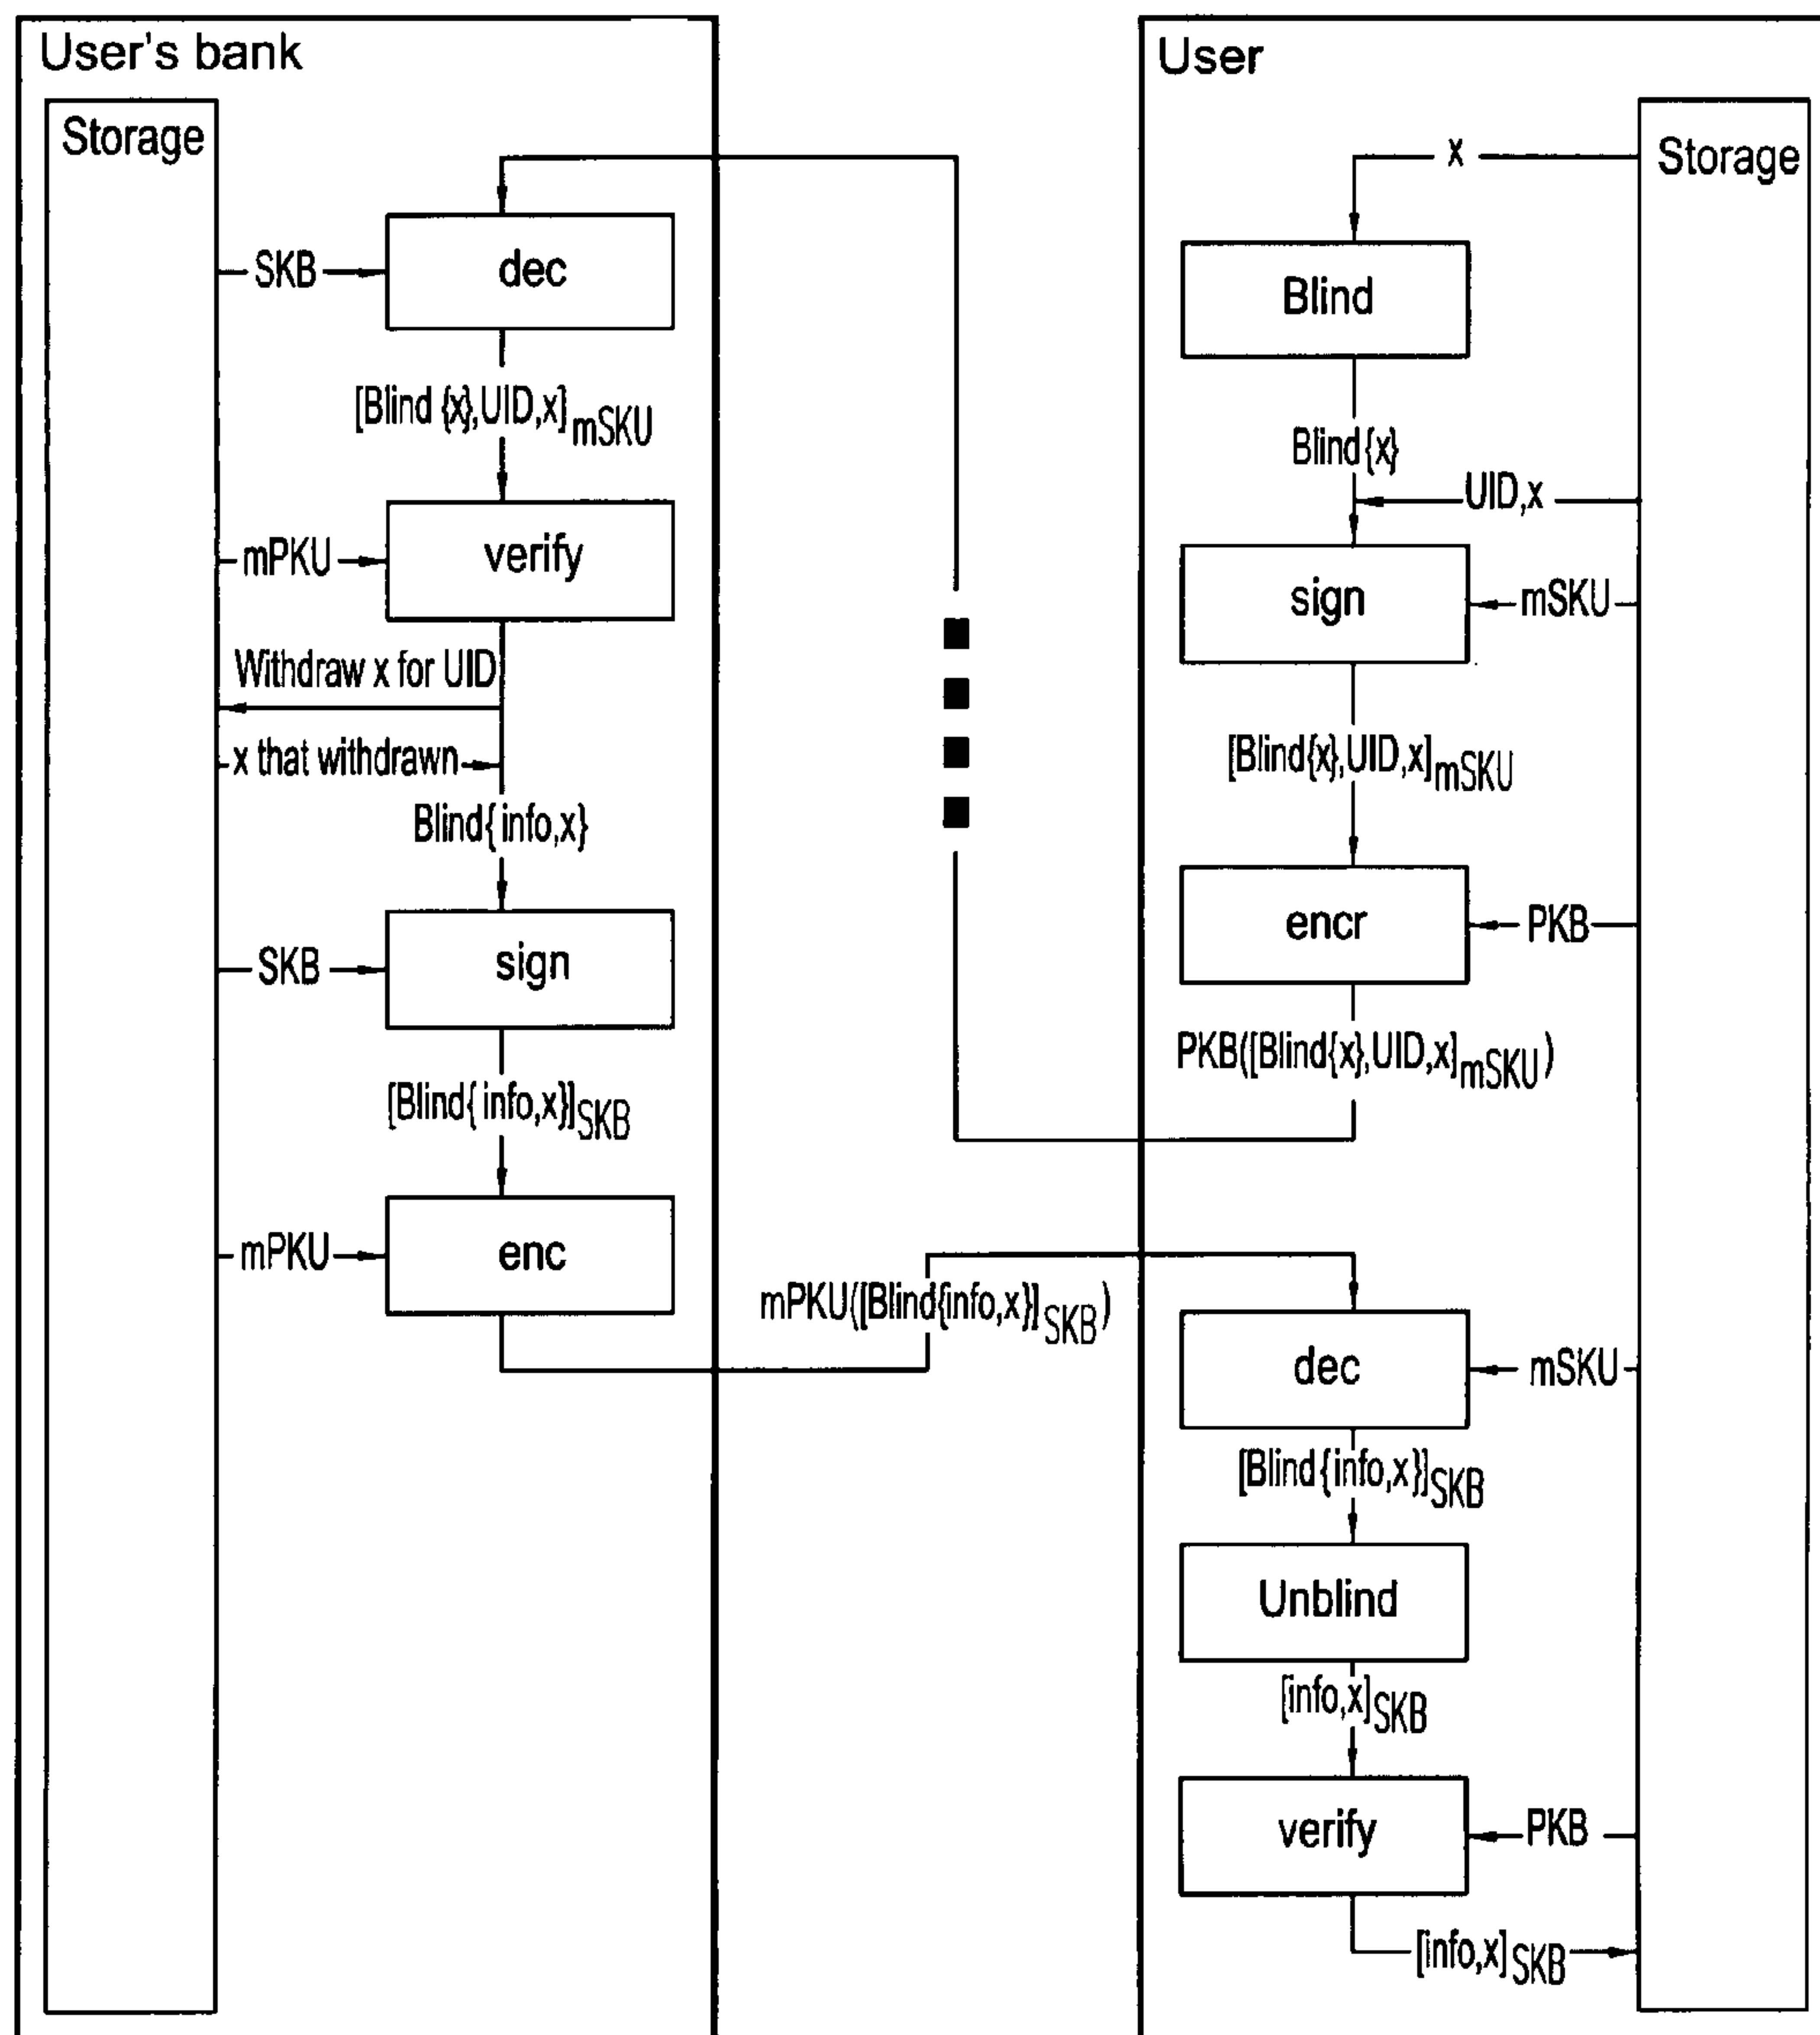 User's bank
Storage
SKB
dec
[Blind {x},UID,x]mSKU
mPKU
verify
Withdraw x for UID
x that withdrawn
Blind{ info,x}
SKB
sign
[Blind{ info,x}]SKB
mPKU
enc
mPKU([Blind{info,x}]SKB)
User
Storage
x
Blind
Blind{x}
UID,x
sign
mSKU
[Blind{x},UID,x]mSKU
encr
PKB
PKB([Blind{x},UID,x]mSKU)
dec
mSKU
[Blind{info,x}]SKB
Unblind
[info,x]SKB
verify
PKB
[info,x]SKB